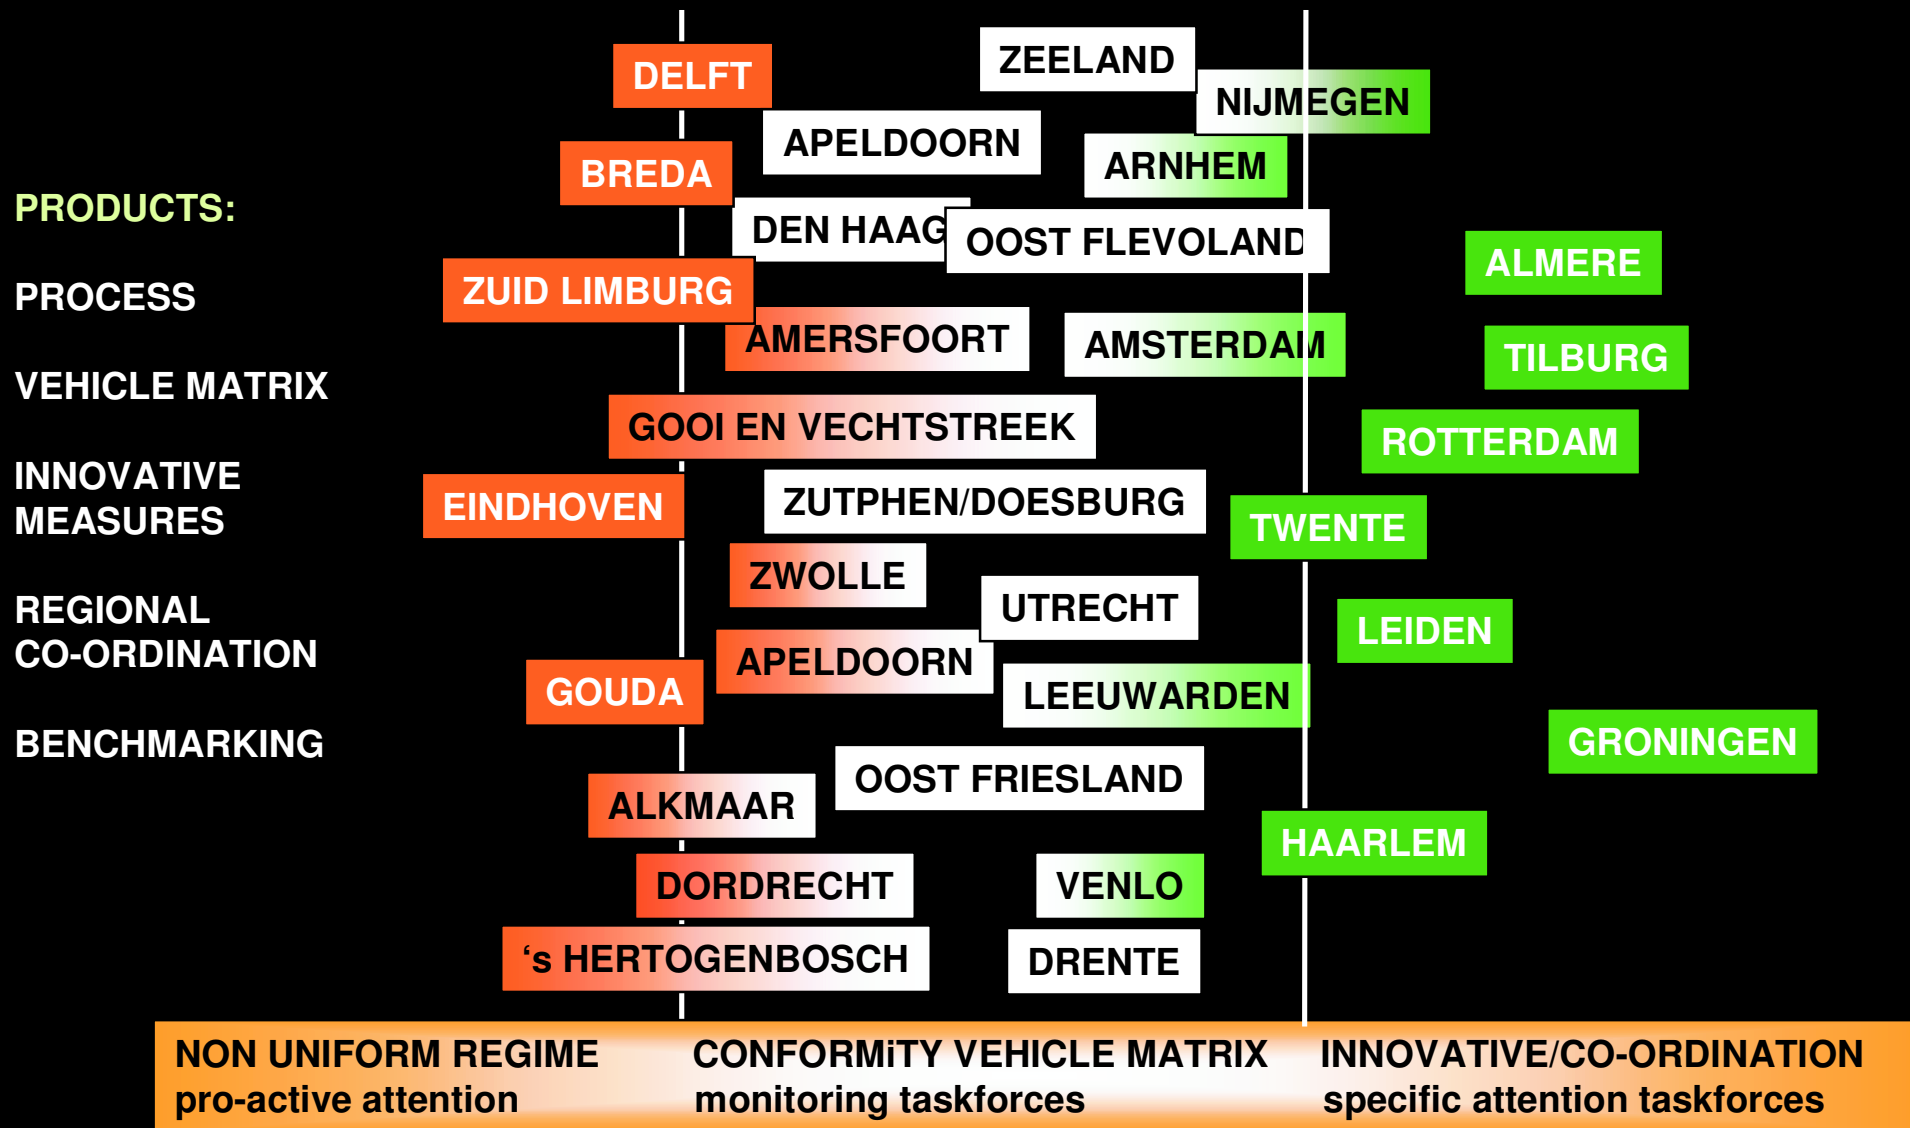 PRODUCTS:
PROCESS
VEHICLE MATRIX
INNOVATIVE
MEASURES
REGIONAL
CO-ORDINATION
BENCHMARKING
DELFT
ZEELAND
NIJMEGEN
APELDOORN
ARNHEM
BREDA
DEN HAAG
OOST FLEVOLAND
ALMERE
ZUID LIMBURG
AMERSFOORT
AMSTERDAM
TILBURG
GOOI EN VECHTSTREEK
ROTTERDAM
EINDHOVEN
ZUTPHEN/DOESBURG
TWENTE
ZWOLLE
UTRECHT
LEIDEN
APELDOORN
GOUDA
LEEUWARDEN
GRONINGEN
OOST FRIESLAND
ALKMAAR
HAARLEM
DORDRECHT
VENLO
‘s HERTOGENBOSCH
DRENTE
NON UNIFORM REGIME
pro-active attention
CONFORMiTY VEHICLE MATRIX
monitoring taskforces
INNOVATIVE/CO-ORDINATION
specific attention taskforces